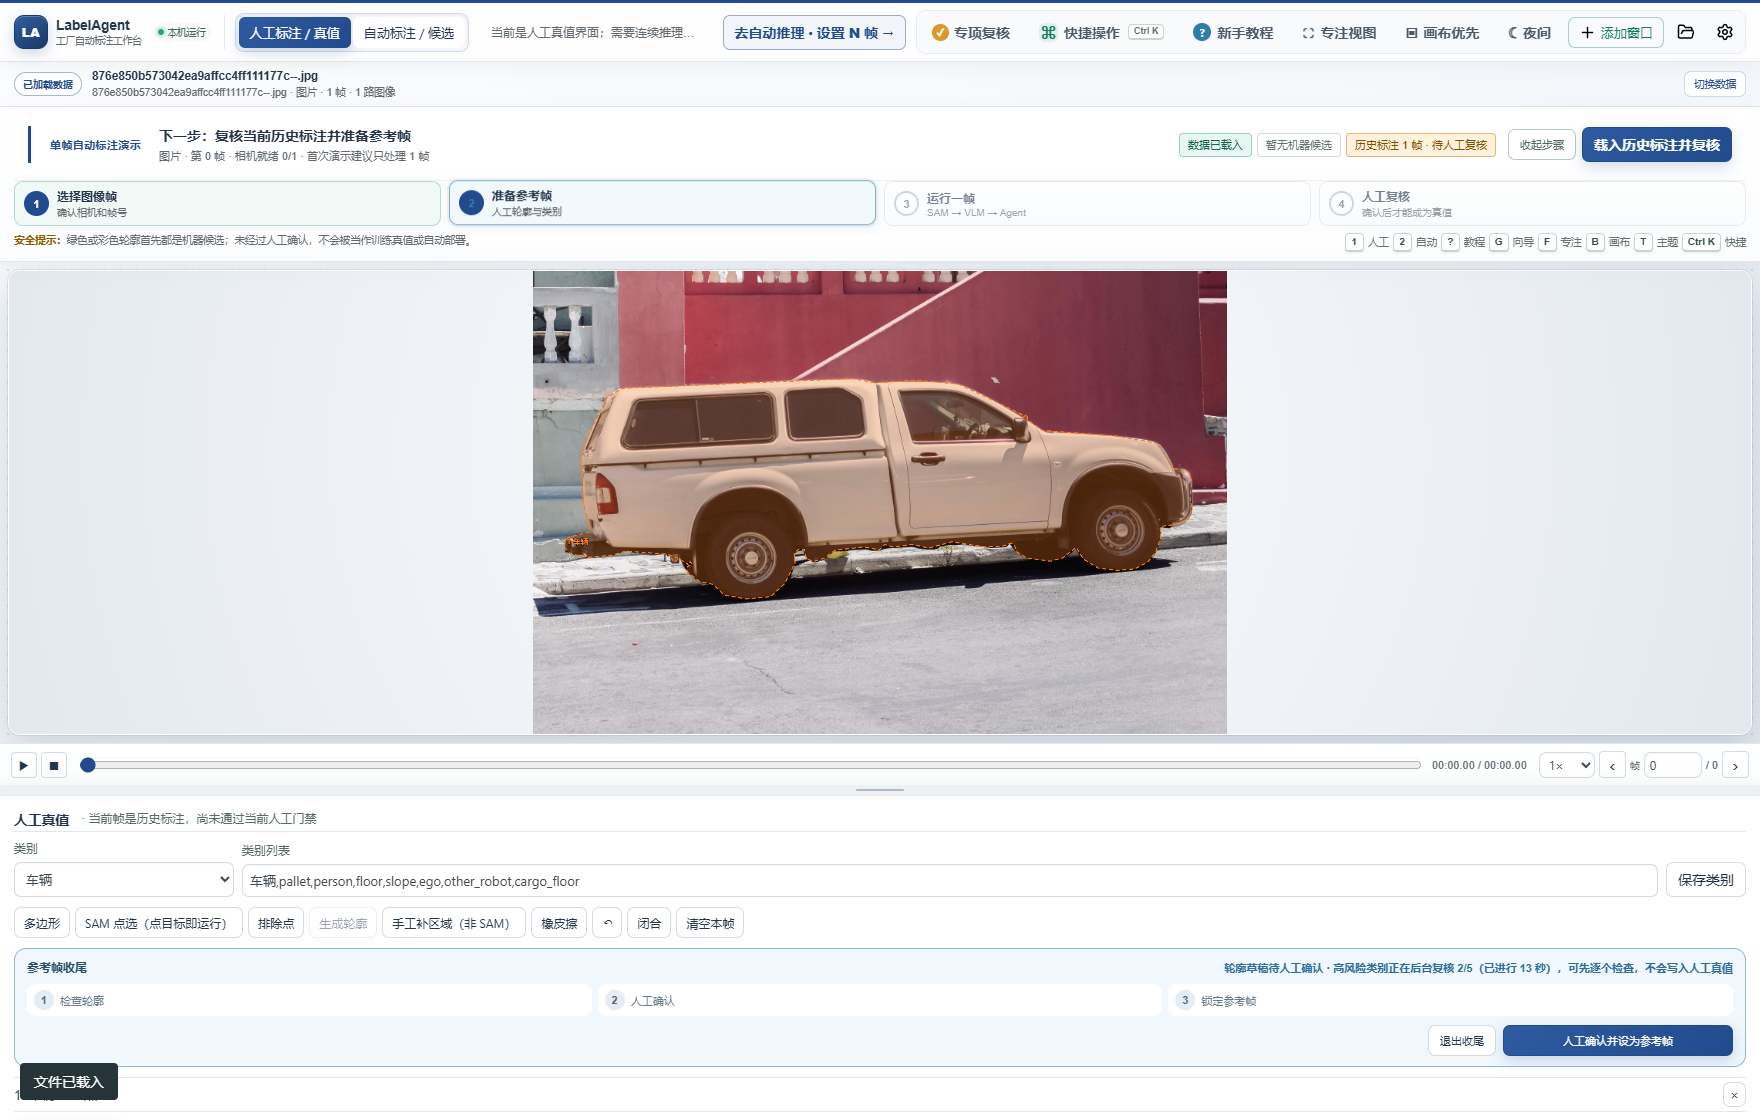 LA
LabelAgent
工厂自动标注工作台
本机运行
人工标注 / 真值
自动标注 / 候选
当前是人工真值界面；需要连续推理...
去自动推理 · 设置 N 帧 →
专项复核
快捷操作 Ctrl K
? 新手教程
专注视图
画布优先
夜间
添加窗口
已加载数据
876e850b573042ea9affcc4ff111177c--.jpg
876e850b573042ea9affcc4ff111177c--.jpg · 图片 · 1 帧 · 1 路图像
切换数据
单帧自动标注演示
下一步：复核当前历史标注并准备参考帧
图片 · 第 0 帧 · 相机就绪 0/1 · 首次演示建议只处理 1 帧
数据已载入
暂无机器候选
历史标注 1 帧 · 待人工复核
收起步骤
载入历史标注并复核
1 选择图像帧
确认相机和帧号
2 准备参考帧
人工轮廓与类别
3 运行一帧
SAM → VLM → Agent
4 人工复核
确认后才能成为真值
安全提示：绿色或彩色轮廓首先都是机器候选；未经过人工确认，不会被当作训练真值或自动部署。
1 人工 2 自动 ? 教程 G 向导 F 专注 B 画布 T 主题 Ctrl K 快捷
车辆
00:00.00 / 00:00.00
1×
帧 0 / 0
人工真值 · 当前帧是历史标注，尚未通过当前人工门禁
类别
类别列表
车辆
车辆,pallet,person,floor,slope,ego,other_robot,cargo_floor
保存类别
多边形
SAM 点选（点目标即运行）
排除点
生成轮廓
手工补区域（非 SAM）
橡皮擦
闭合
清空本帧
参考帧收尾
轮廓草稿待人工确认 · 高风险类别正在后台复核 2/5（已进行 13 秒），可先逐个检查，不会写入人工真值
1 检查轮廓
2 人工确认
3 锁定参考帧
退出收尾
人工确认并设为参考帧
文件已载入